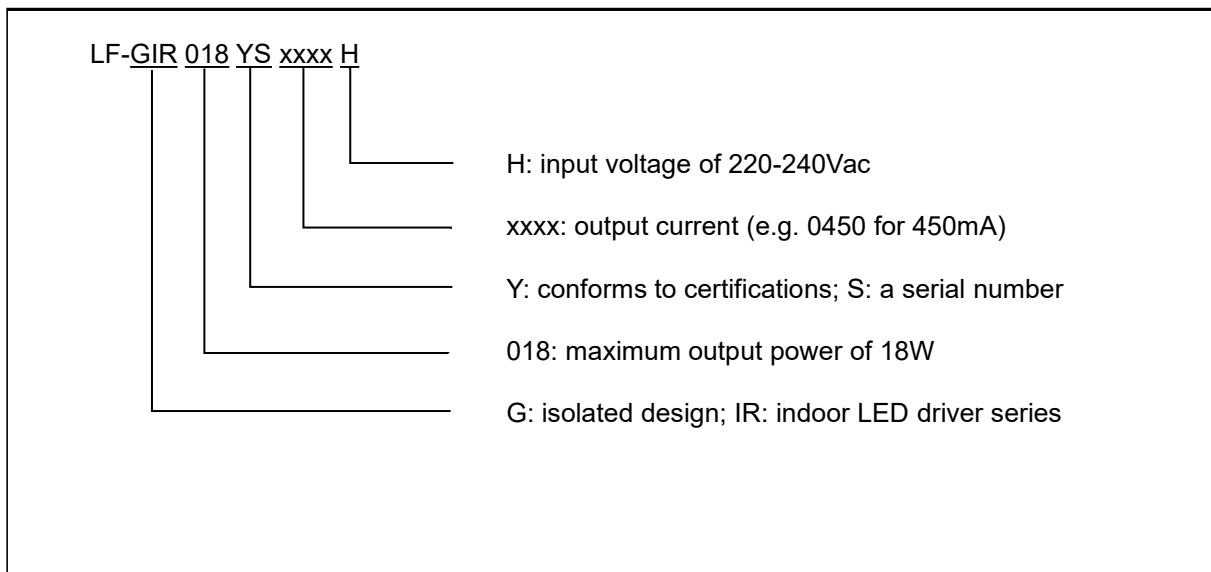 LF-GIR 018 YS xxxx H
H: input voltage of 220-240Vac
xxxx: output current (e.g. 0450 for 450mA)
Y: conforms to certifications; S: a serial number
018: maximum output power of 18W
G: isolated design; IR: indoor LED driver series